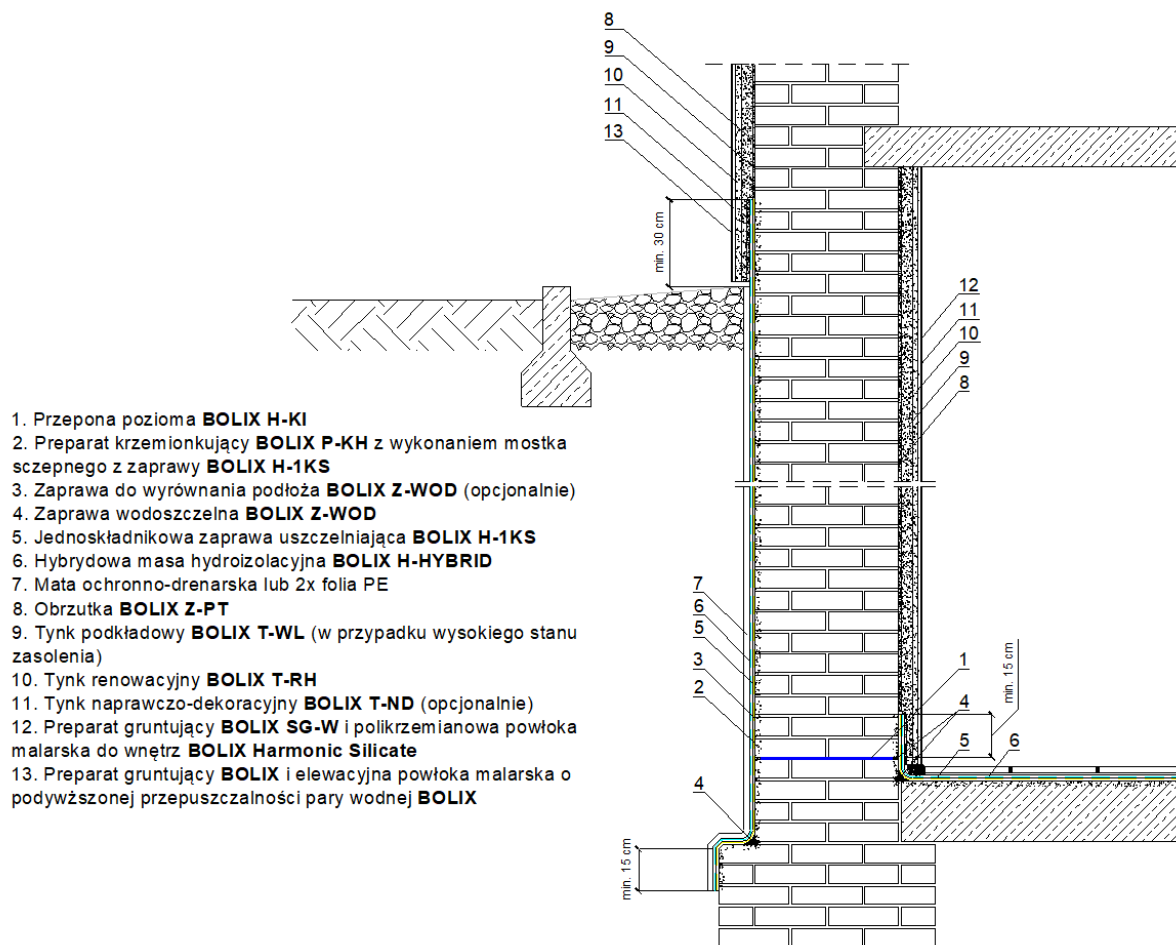 8
9
10
11
13
min. 30 cm
12
11
10
9
8
1. Przepona pozioma BOLIX H-KI
2. Preparat krzemionkujący BOLIX P-KH z wykonaniem mostka
sczepnego z zaprawy BOLIX H-1KS
3. Zaprawa do wyrównania podłoża BOLIX Z-WOD (opcjonalnie)
4. Zaprawa wodoszczelna BOLIX Z-WOD
5. Jednoskładnikowa zaprawa uszczelniająca BOLIX H-1KS
6. Hybrydowa masa hydroizolacyjna BOLIX H-HYBRID
7. Mata ochronno-drenarska lub 2x folia PE
8. Obrzutka BOLIX Z-PT
9. Tynk podkładowy BOLIX T-WL (w przypadku wysokiego stanu
zasolenia)
10. Tynk renowacyjny BOLIX T-RH
11. Tynk naprawczo-dekoracyjny BOLIX T-ND (opcjonalnie)
12. Preparat gruntujący BOLIX SG-W i polikrzemianowa powłoka
malarska do wnętrz BOLIX Harmonic Silicate
13. Preparat gruntujący BOLIX i elewacyjna powłoka malarska o
podywższonej przepuszczalności pary wodnej BOLIX
7
6
5
3
2
4
min. 15 cm
1
4
min. 15 cm
5
6